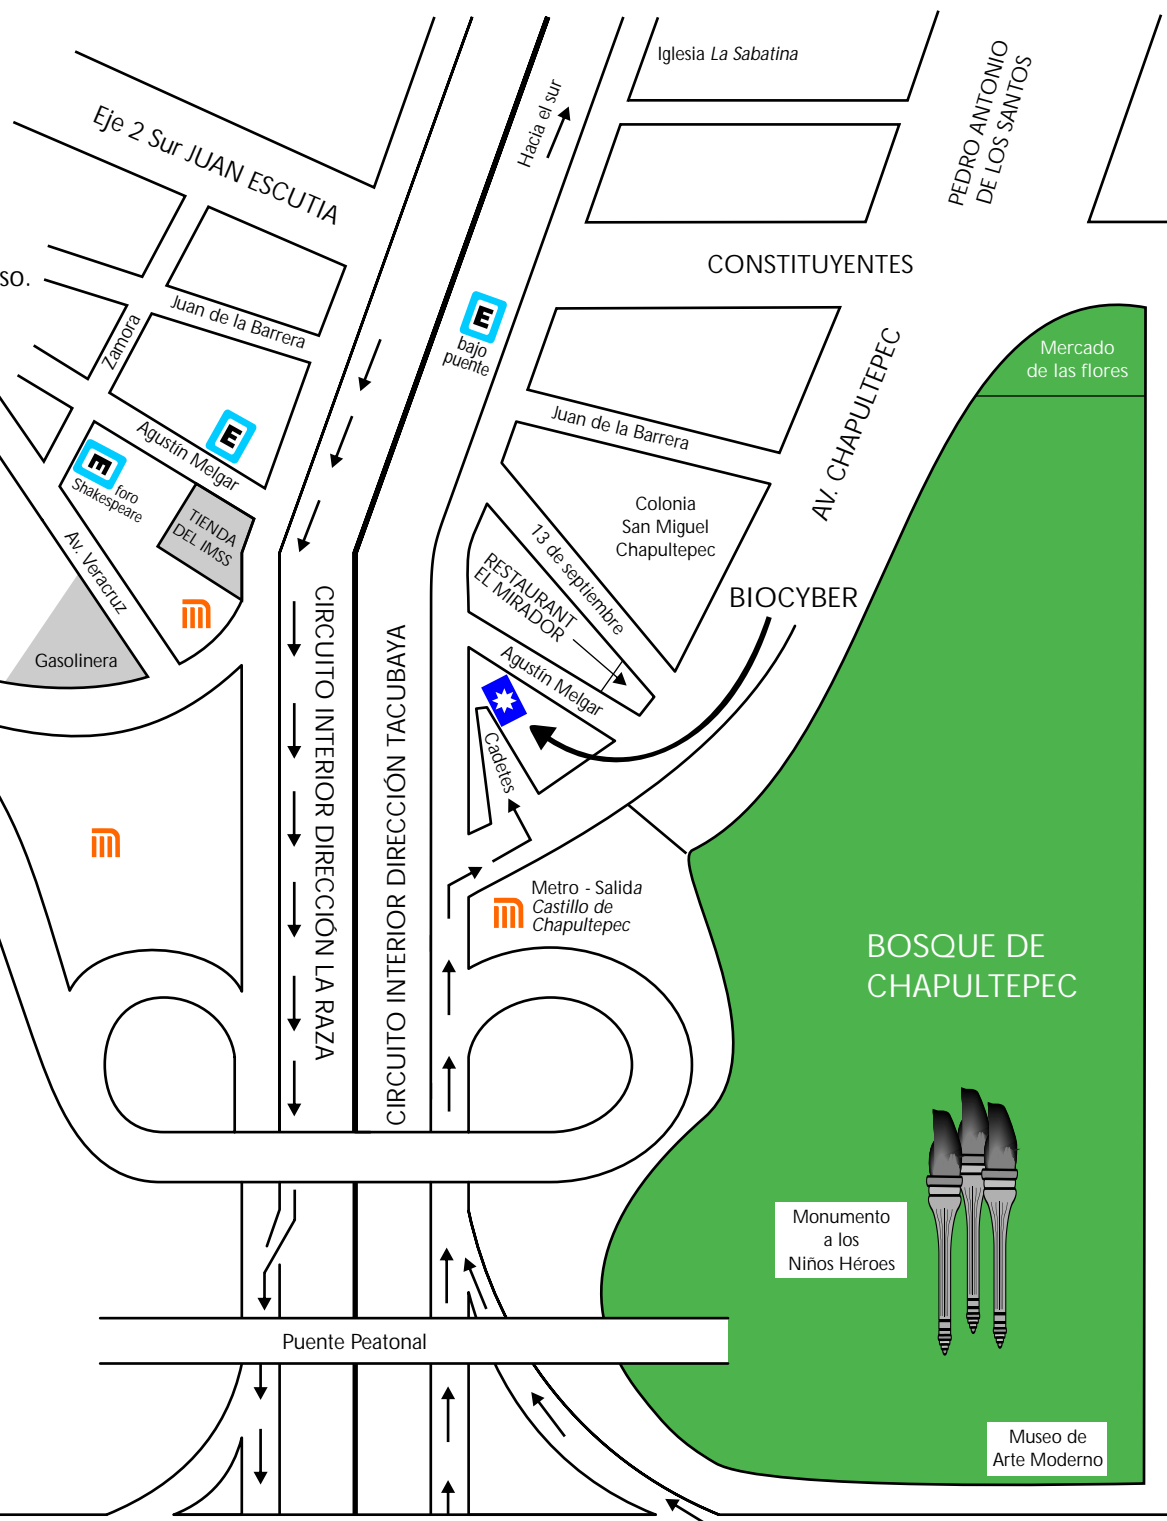 Iglesia La Sabatina
PEDRO ANTONIO
DE LOS SANTOS
Hacia el sur
Eje 2 Sur JUAN ESCUTIA
CONSTITUYENTES
so.
Juan de la Barrera
Zamora
E
bajo
puente
Mercado
de las flores
AV. CHAPULTEPEC
Juan de la Barrera
E
Agustín Melgar
E
foro
Shakespeare
TIENDA
DEL IMSS
Colonia
San Miguel
Chapultepec
13 de septiembre
RESTAURANT
EL MIRADOR
Av. Veracruz
BIOCYBER
Gasolinera
Agustín Melgar
Cadetes
CIRCUITO INTERIOR DIRECCIÓN LA RAZA
CIRCUITO INTERIOR DIRECCIÓN TACUBAYA
Metro - Salida
Castillo de
Chapultepec
BOSQUE DE
CHAPULTEPEC
Monumento
a los
Niños Héroes
Puente Peatonal
Museo de
Arte Moderno